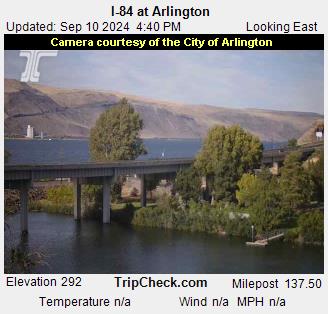 I-84 at Arlington
Updated: Sep 10 2024 4:40 PM Looking East
Camera courtesy of the City of Arlington
Elevation 292 TripCheck.com Milepost 137.50
Temperature n/a Wind n/a MPH n/a